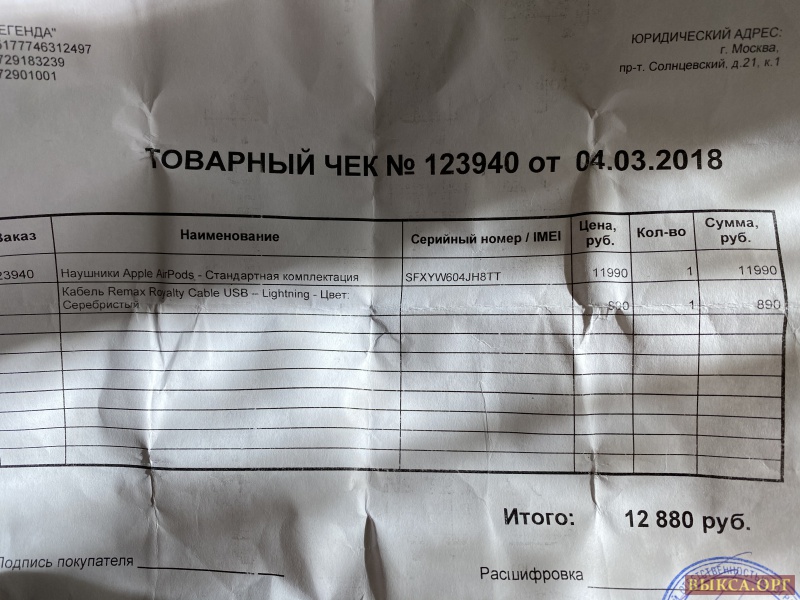 ЕГЕНДА"
5177746312497
729183239
72901001
ЮРИДИЧЕСКИЙ АДРЕС:
г. Москва,
пр-т. Солнцевский, д.21, к.1
ТОВАРНЫЙ ЧЕК № 123940 от 04.03.2018
Заказ Наименование Серийный номер / IMEI Цена, руб. Кол-во Сумма, руб.
23940 Наушники Apple AirPods - Стандартная комплектация SFXYW604JH8TT 11990 1 11990
Кабель Remax Royalty Cable USB – Lightning - Цвет:
Серебристый 890 1 890
Итого: 12 880 руб.
Подпись покупателя
Расшифровка
ВЫКСА.ОРГ